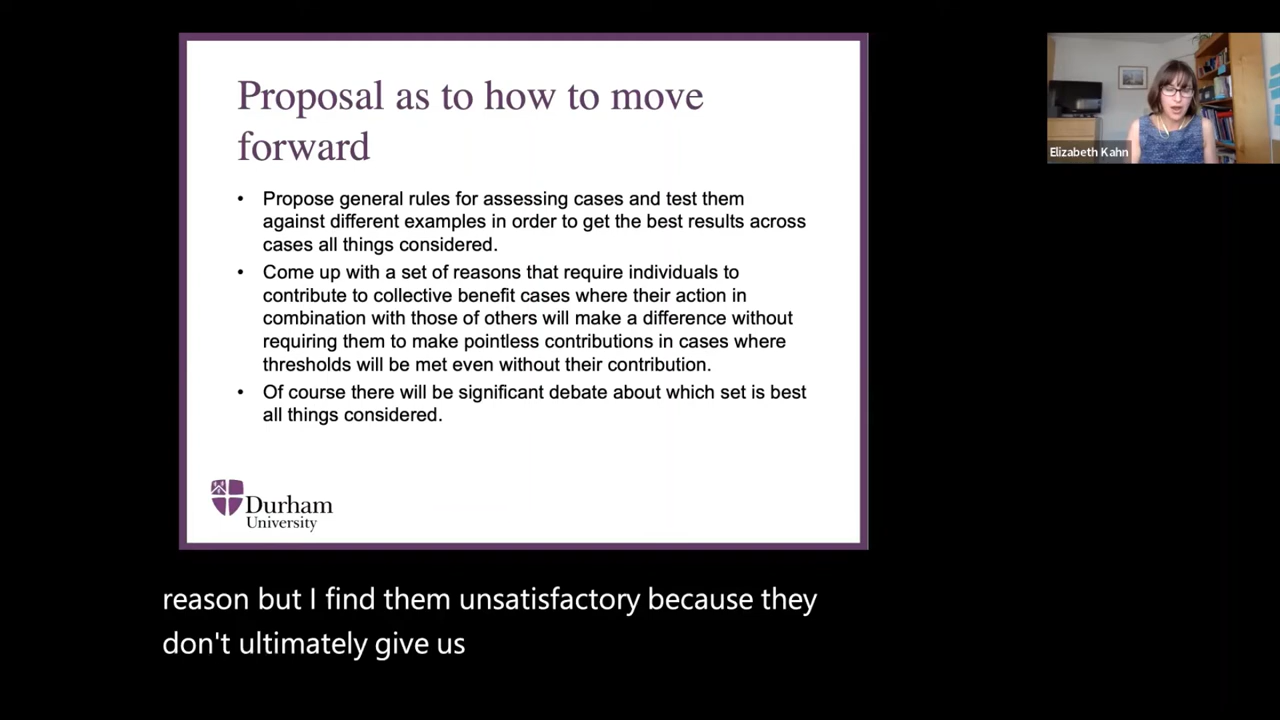 Proposal as to how to move
forward
• Propose general rules for assessing cases and test them
against different examples in order to get the best results across
cases all things considered.
• Come up with a set of reasons that require individuals to
contribute to collective benefit cases where their action in
combination with those of others will make a difference without
requiring them to make pointless contributions in cases where
thresholds will be met even without their contribution.
• Of course there will be significant debate about which set is best
all things considered.
Durham
University
Elizabeth Kahn
reason but I find them unsatisfactory because they
don't ultimately give us